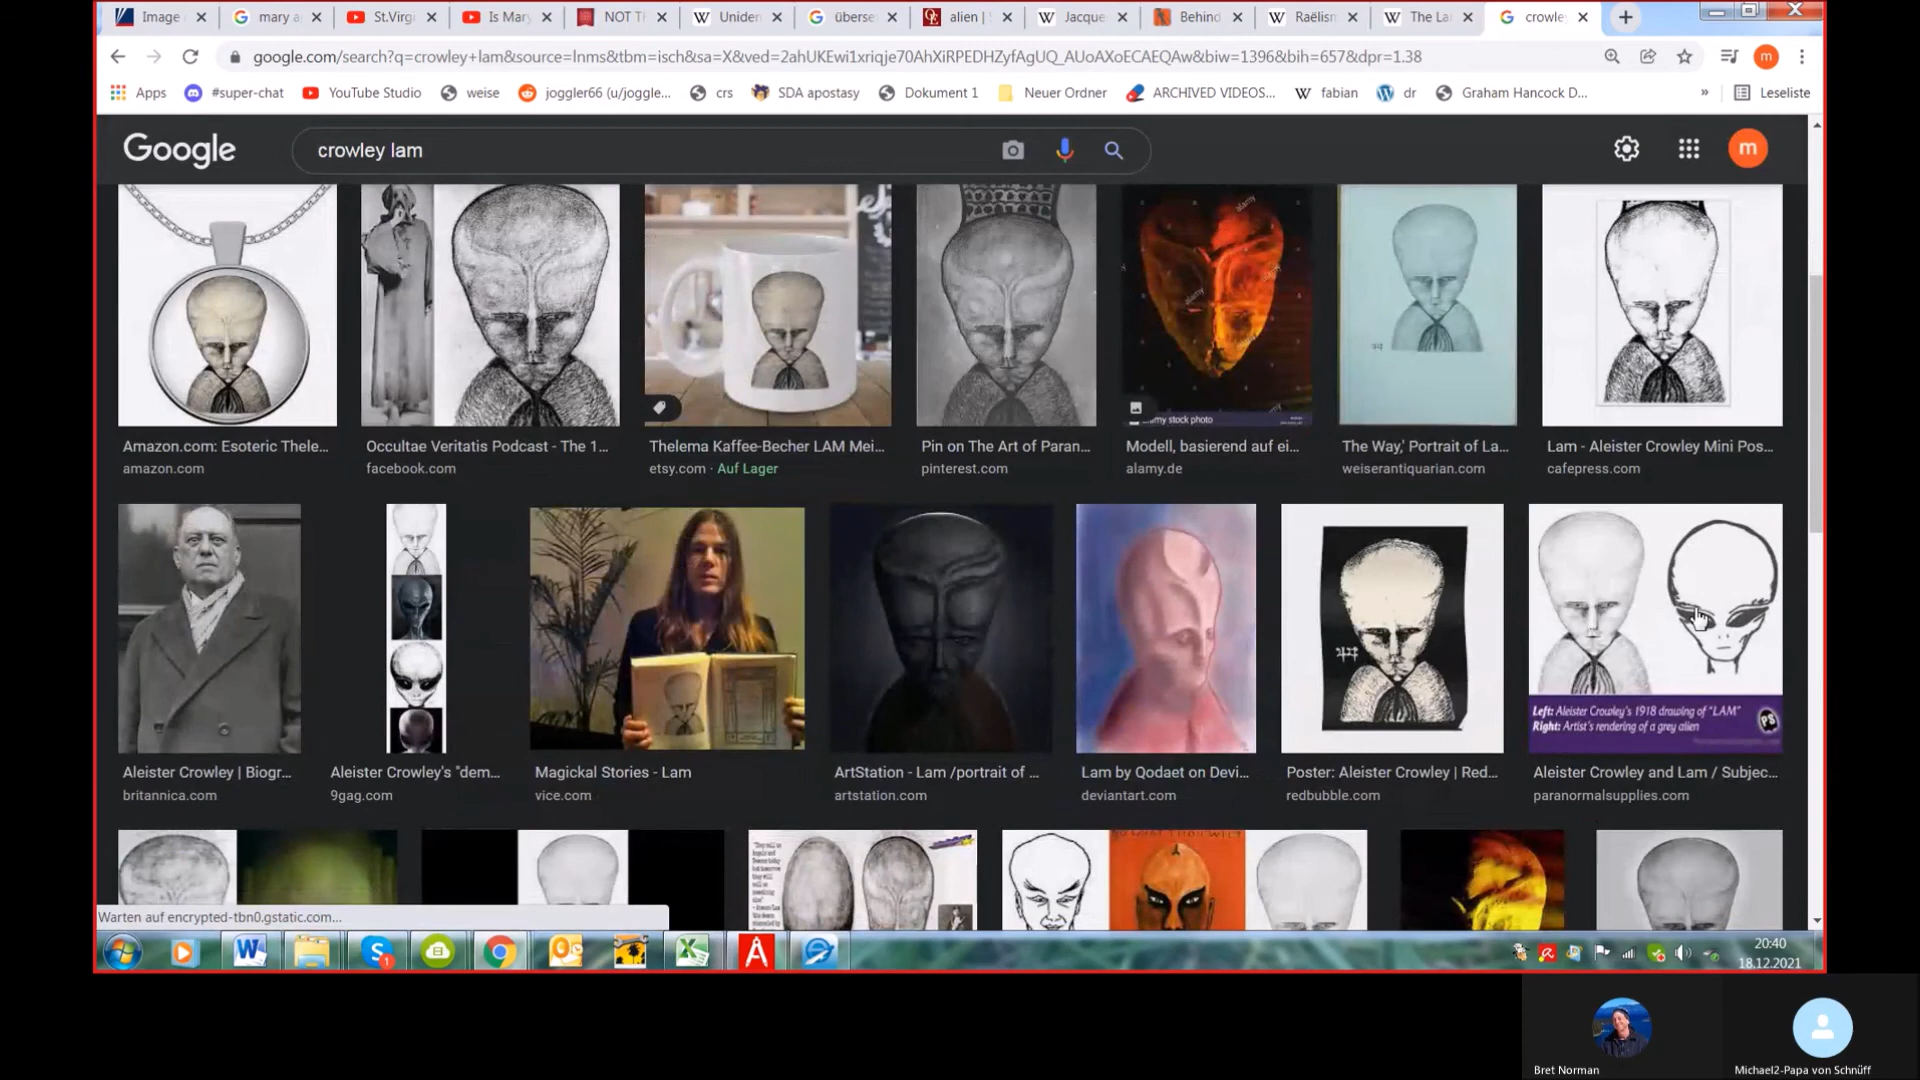 Image mary a St.Virgi Is Mary NOT T Uniden überse alien | Jacque Behind Raëlism The La crowle
google.com/search?q=crowley+lam&source=lnms&tbm=isch&sa=X&ved=2ahUKEwi1xriqje70AhXiRPEDHZyfAgUQ_AUoAXoECAEQAw&biw=1396&bih=657&dpr=1.38 m
Apps #super-chat YouTube Studio weise joggler66 (u/joggle... crs SDA apostasy Dokument 1 Neuer Ordner ARCHIVED VIDEOS... fabian dr Graham Hancock D... » Leseliste
Google crowley lam m
alamy
alamy
amy stock photo
Amazon.com: Esoteric Thele... Occultae Veritatis Podcast - The 1... Thelema Kaffee-Becher LAM Mei... Pin on The Art of Paran... Modell, basierend auf ei... The Way,' Portrait of La... Lam - Aleister Crowley Mini Pos...
amazon.com facebook.com etsy.com · Auf Lager pinterest.com alamy.de weiserantiquarian.com cafepress.com
Left: Aleister Crowley's 1918 drawing of "LAM"
Right: Artist's rendering of a grey alien
PS
Aleister Crowley | Biogr... Aleister Crowley's "dem... Magickal Stories - Lam ArtStation - Lam /portrait of ... Lam by Qodaet on Devi... Poster: Aleister Crowley | Red... Aleister Crowley and Lam / Subjec...
britannica.com 9gag.com vice.com artstation.com deviantart.com redbubble.com paranormalsupplies.com
Warten auf encrypted-tbn0.gstatic.com...
20:40
18.12.2021
Bret Norman Michael2-Papa von Schnüff